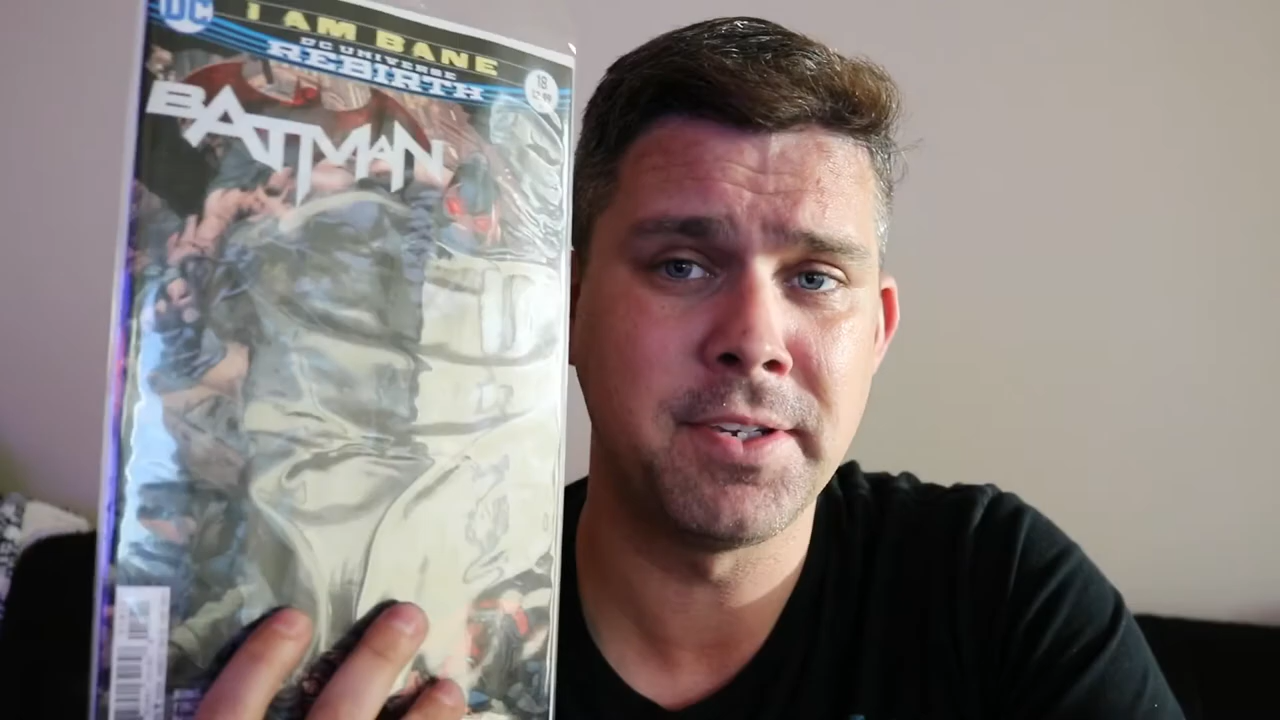 DC
I AM BANE
DC UNIVERSE
REBIRTH
18
BATMAN